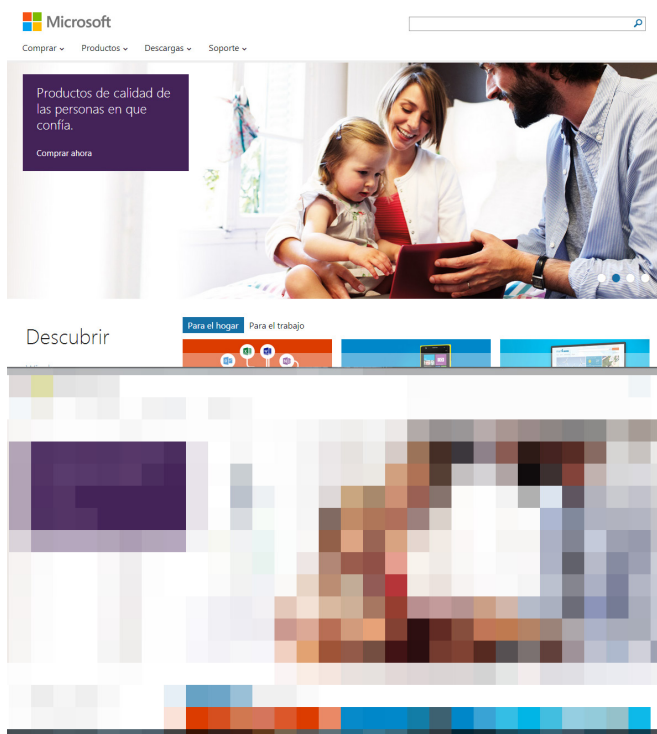 Microsoft
Comprar Productos Descargas Soporte
Productos de calidad de
las personas en que
confía.
Comprar ahora
Descubrir
Para el hogar Para el trabajo